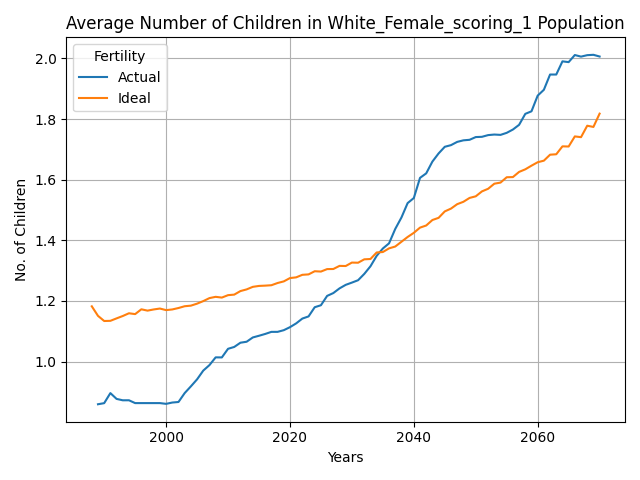 Average Number of Children in White_Female_scoring_1 Population
Fertility
Actual
Ideal
No. of Children
2.0
1.8
1.6
1.4
1.2
1.0
2000
2020
2040
2060
Years